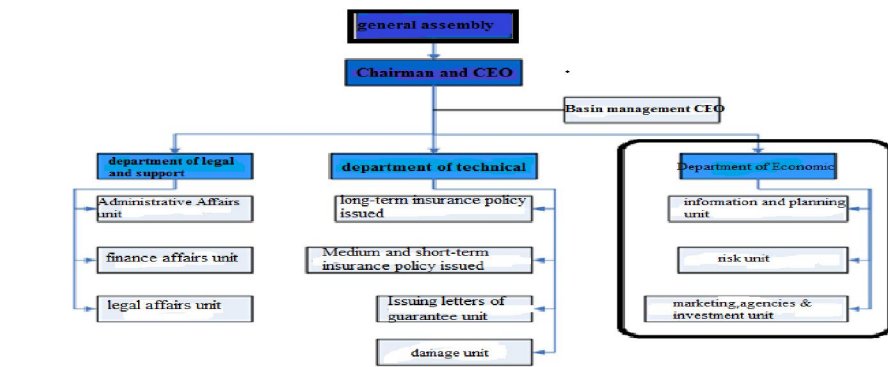 general assembly
Chairman and CEO
Basin management CEO
department of legal
and support
department of technical
Department of Economic
Administrative Affairs
unit
long-term insurance policy
issued
information and planning
unit
finance affairs unit
Medium and short-term
insurance policy issued
risk unit
legal affairs unit
Issuing letters of
guarantee unit
marketing,agencies &
investment unit
damage unit